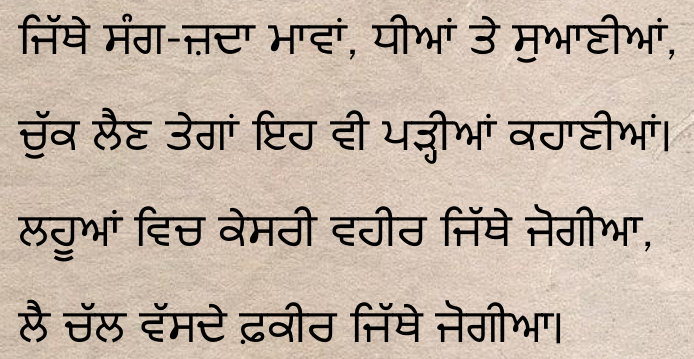 ਜਿੱਥੇ ਸੰਗ-ਜ਼ਦਾ ਮਾਵਾਂ, ਧੀਆਂ ਤੇ ਸੁਆਣੀਆਂ,
ਚੁੱਕ ਲੈਣ ਤੇਗਾਂ ਇਹ ਵੀ ਪੜ੍ਹੀਆਂ ਕਹਾਣੀਆਂ।
ਲਹੂਆਂ ਵਿਚ ਕੇਸਰੀ ਵਹੀਰ ਜਿੱਥੇ ਜੋਗੀਆ,
ਲੈ ਚੱਲ ਵੱਸਦੇ ਫ਼ਕੀਰ ਜਿੱਥੇ ਜੋਗੀਆ।